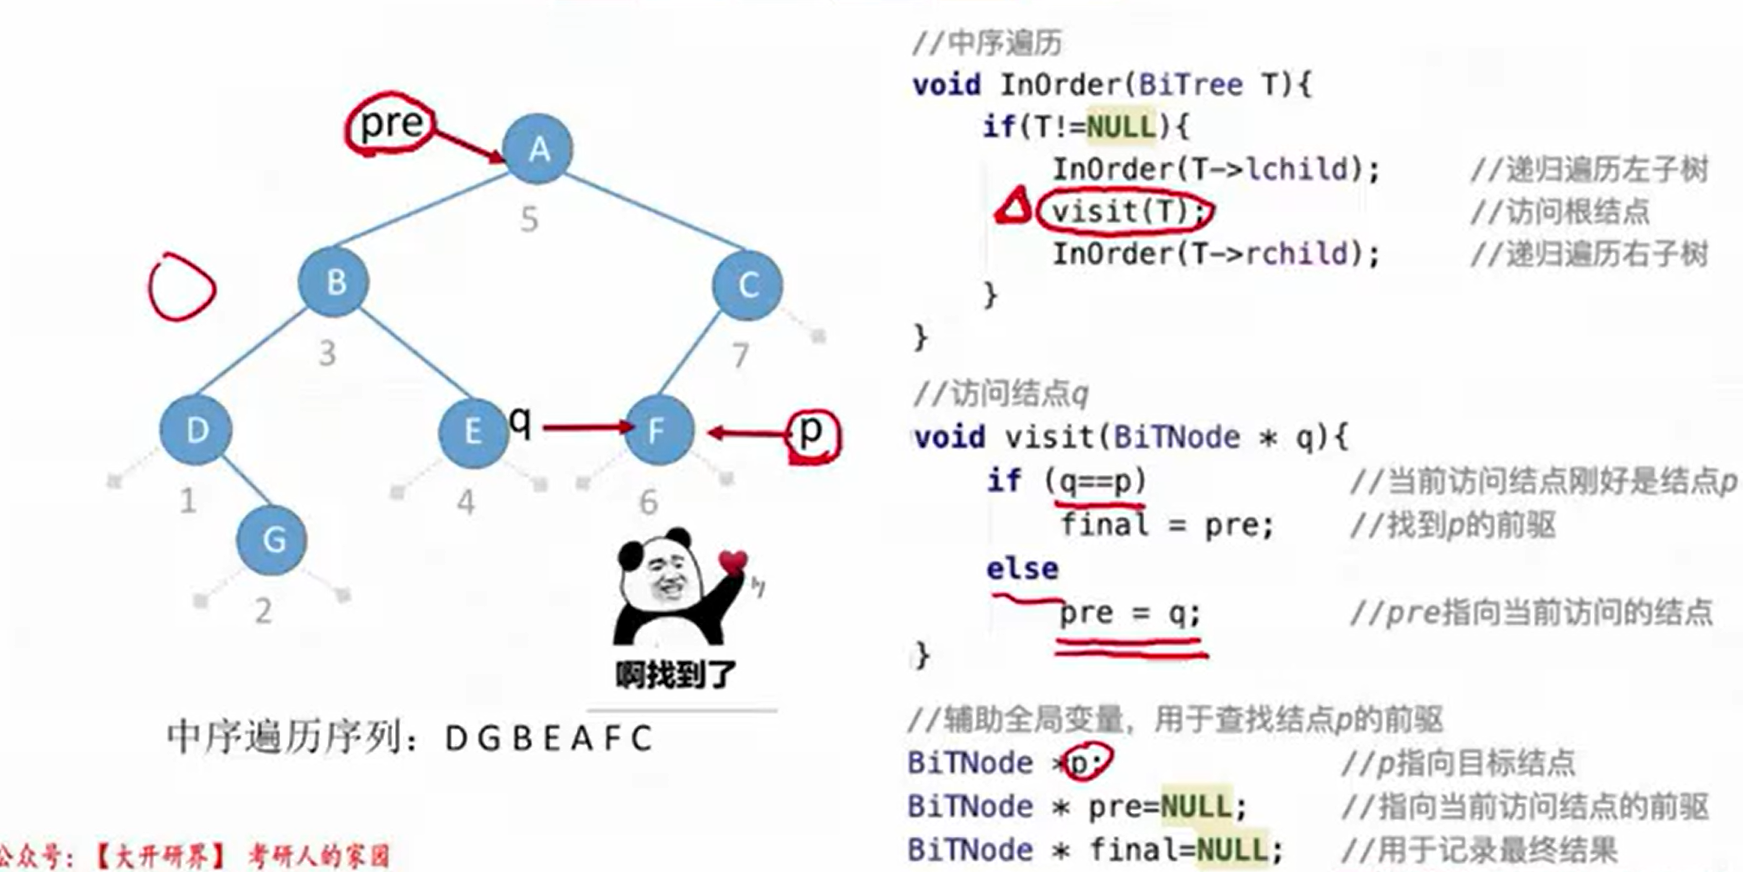 pre
A
5
B
3
C
7
D
1
E
4
q
F
6
p
G
2
啊找到了
中序遍历序列：D G B E A F C
公众号：【大开研界】 考研人的家园
//中序遍历
void InOrder(BiTree T){
if(T!=NULL){
InOrder(T->lchild); //递归遍历左子树
visit(T); //访问根结点
InOrder(T->rchild); //递归遍历右子树
}
}
//访问结点q
void visit(BiTNode * q){
if (q==p) //当前访问结点刚好是结点p
final = pre; //找到p的前驱
else
pre = q; //pre指向当前访问的结点
}
//辅助全局变量，用于查找结点p的前驱
BiTNode *p; //p指向目标结点
BiTNode * pre=NULL; //指向当前访问结点的前驱
BiTNode * final=NULL; //用于记录最终结果